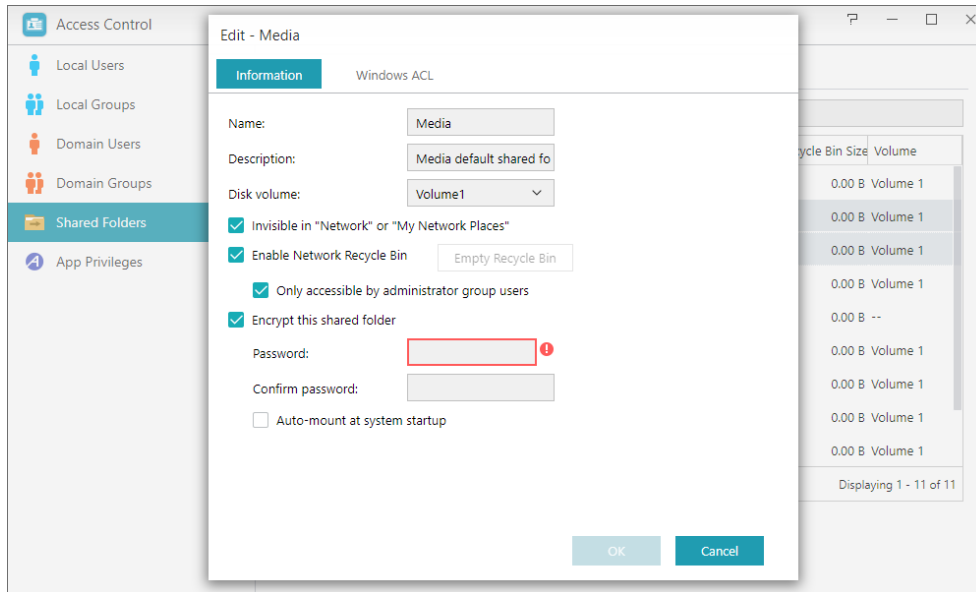 Access Control
Local Users
Local Groups
Domain Users
Domain Groups
Shared Folders
App Privileges
Edit - Media
Information Windows ACL
Name: Media
Description: Media default shared fo
Disk volume: Volume1
Invisible in "Network" or "My Network Places"
Enable Network Recycle Bin Empty Recycle Bin
Only accessible by administrator group users
Encrypt this shared folder
Password:
Confirm password:
Auto-mount at system startup
OK Cancel
ycle Bin Size Volume
0.00 B Volume 1
0.00 B Volume 1
0.00 B Volume 1
0.00 B Volume 1
0.00 B --
0.00 B Volume 1
0.00 B Volume 1
0.00 B Volume 1
0.00 B Volume 1
Displaying 1 - 11 of 11